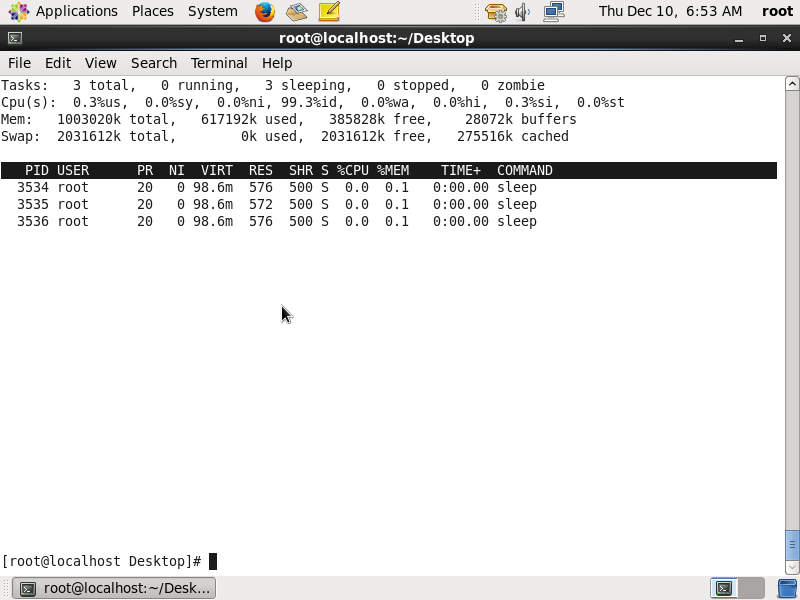 Applications Places System Thu Dec 10, 6:53 AM root
root@localhost:~/Desktop
File Edit View Search Terminal Help
Tasks:   3 total,   0 running,   3 sleeping,   0 stopped,   0 zombie
Cpu(s):  0.3%us,  0.0%sy,  0.0%ni, 99.3%id,  0.0%wa,  0.0%hi,  0.3%si,  0.0%st
Mem:   1003020k total,   617192k used,   385828k free,    28072k buffers
Swap:  2031612k total,        0k used,  2031612k free,   275516k cached
PID USER      PR  NI  VIRT  RES  SHR S %CPU %MEM    TIME+  COMMAND
3534 root      20   0 98.6m  576  500 S  0.0  0.1   0:00.00 sleep
3535 root      20   0 98.6m  572  500 S  0.0  0.1   0:00.00 sleep
3536 root      20   0 98.6m  576  500 S  0.0  0.1   0:00.00 sleep
[root@localhost Desktop]#
root@localhost:~/Desk...